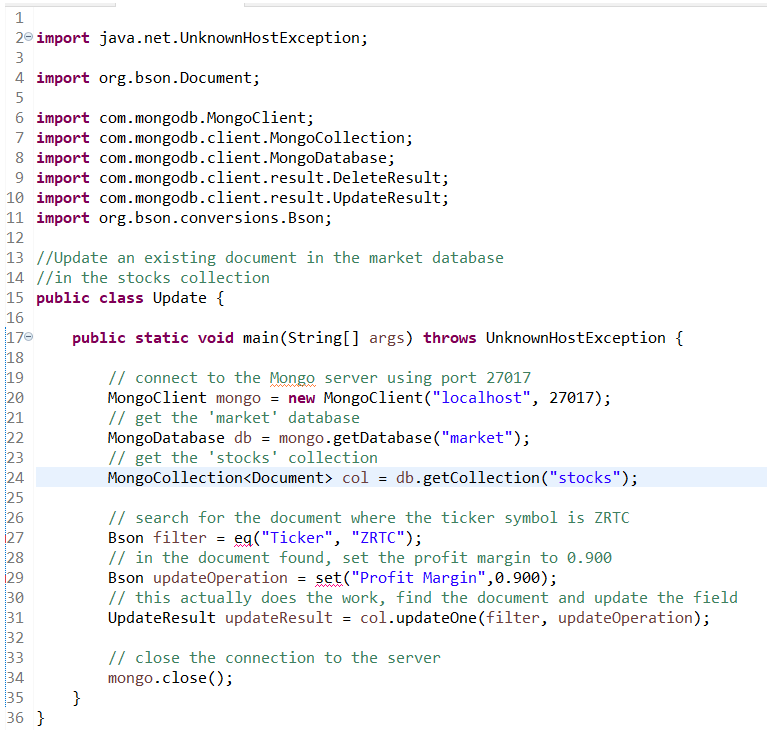 1
2 import java.net.UnknownHostException;
3
4 import org.bson.Document;
5
6 import com.mongodb.MongoClient;
7 import com.mongodb.client.MongoCollection;
8 import com.mongodb.client.MongoDatabase;
9 import com.mongodb.client.result.DeleteResult;
10 import com.mongodb.client.result.UpdateResult;
11 import org.bson.conversions.Bson;
12
13 //Update an existing document in the market database
14 //in the stocks collection
15 public class Update {
16
17     public static void main(String[] args) throws UnknownHostException {
18
19         // connect to the Mongo server using port 27017
20         MongoClient mongo = new MongoClient("localhost", 27017);
21         // get the 'market' database
22         MongoDatabase db = mongo.getDatabase("market");
23         // get the 'stocks' collection
24         MongoCollection<Document> col = db.getCollection("stocks");
25
26         // search for the document where the ticker symbol is ZRTC
27         Bson filter = eq("Ticker", "ZRTC");
28         // in the document found, set the profit margin to 0.900
29         Bson updateOperation = set("Profit Margin",0.900);
30         // this actually does the work, find the document and update the field
31         UpdateResult updateResult = col.updateOne(filter, updateOperation);
32
33         // close the connection to the server
34         mongo.close();
35     }
36 }